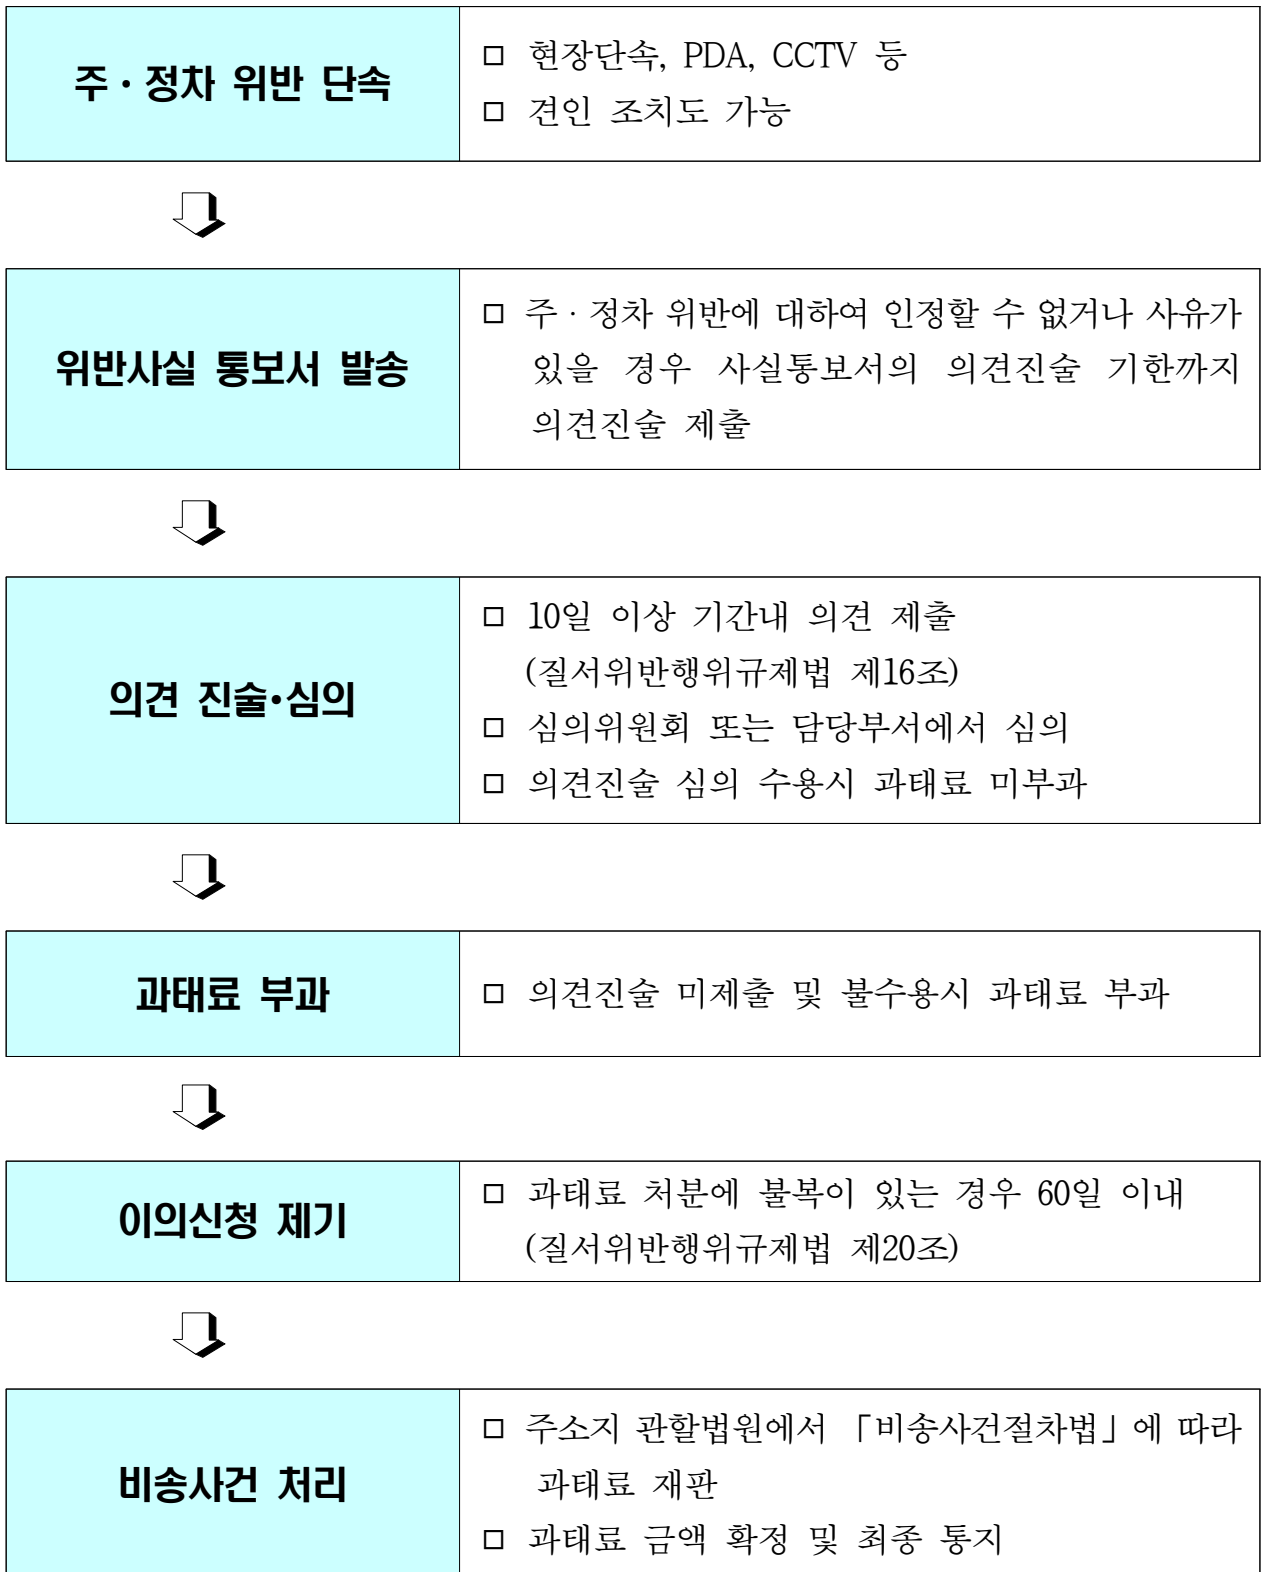 주·정차 위반 단속
□ 현장단속, PDA, CCTV 등
□ 견인 조치도 가능
위반사실 통보서 발송
□ 주·정차 위반에 대하여 인정할 수 없거나 사유가
있을 경우 사실통보서의 의견진술 기한까지
의견진술 제출
의견 진술·심의
□ 10일 이상 기간내 의견 제출
(질서위반행위규제법 제16조)
□ 심의위원회 또는 담당부서에서 심의
□ 의견진술 심의 수용시 과태료 미부과
과태료 부과
□ 의견진술 미제출 및 불수용시 과태료 부과
이의신청 제기
□ 과태료 처분에 불복이 있는 경우 60일 이내
(질서위반행위규제법 제20조)
비송사건 처리
□ 주소지 관할법원에서 「비송사건절차법」에 따라
과태료 재판
□ 과태료 금액 확정 및 최종 통지